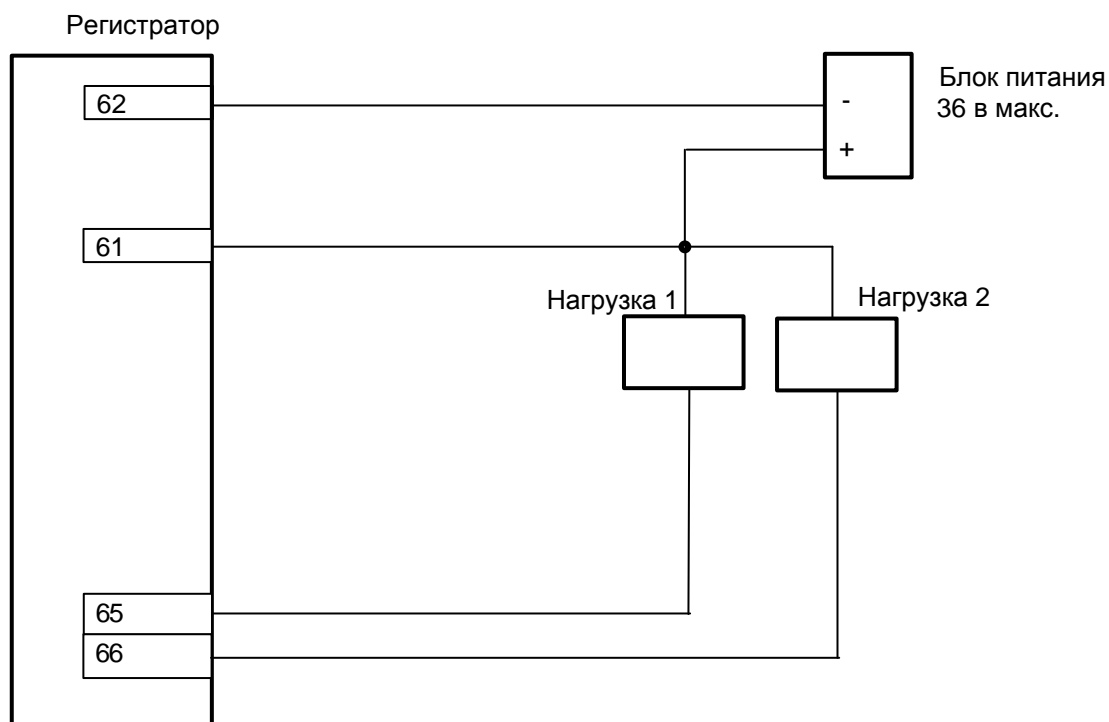 Регистратор
62
-
+
Блок питания
36 в макс.
61
Нагрузка 1
Нагрузка 2
65
66